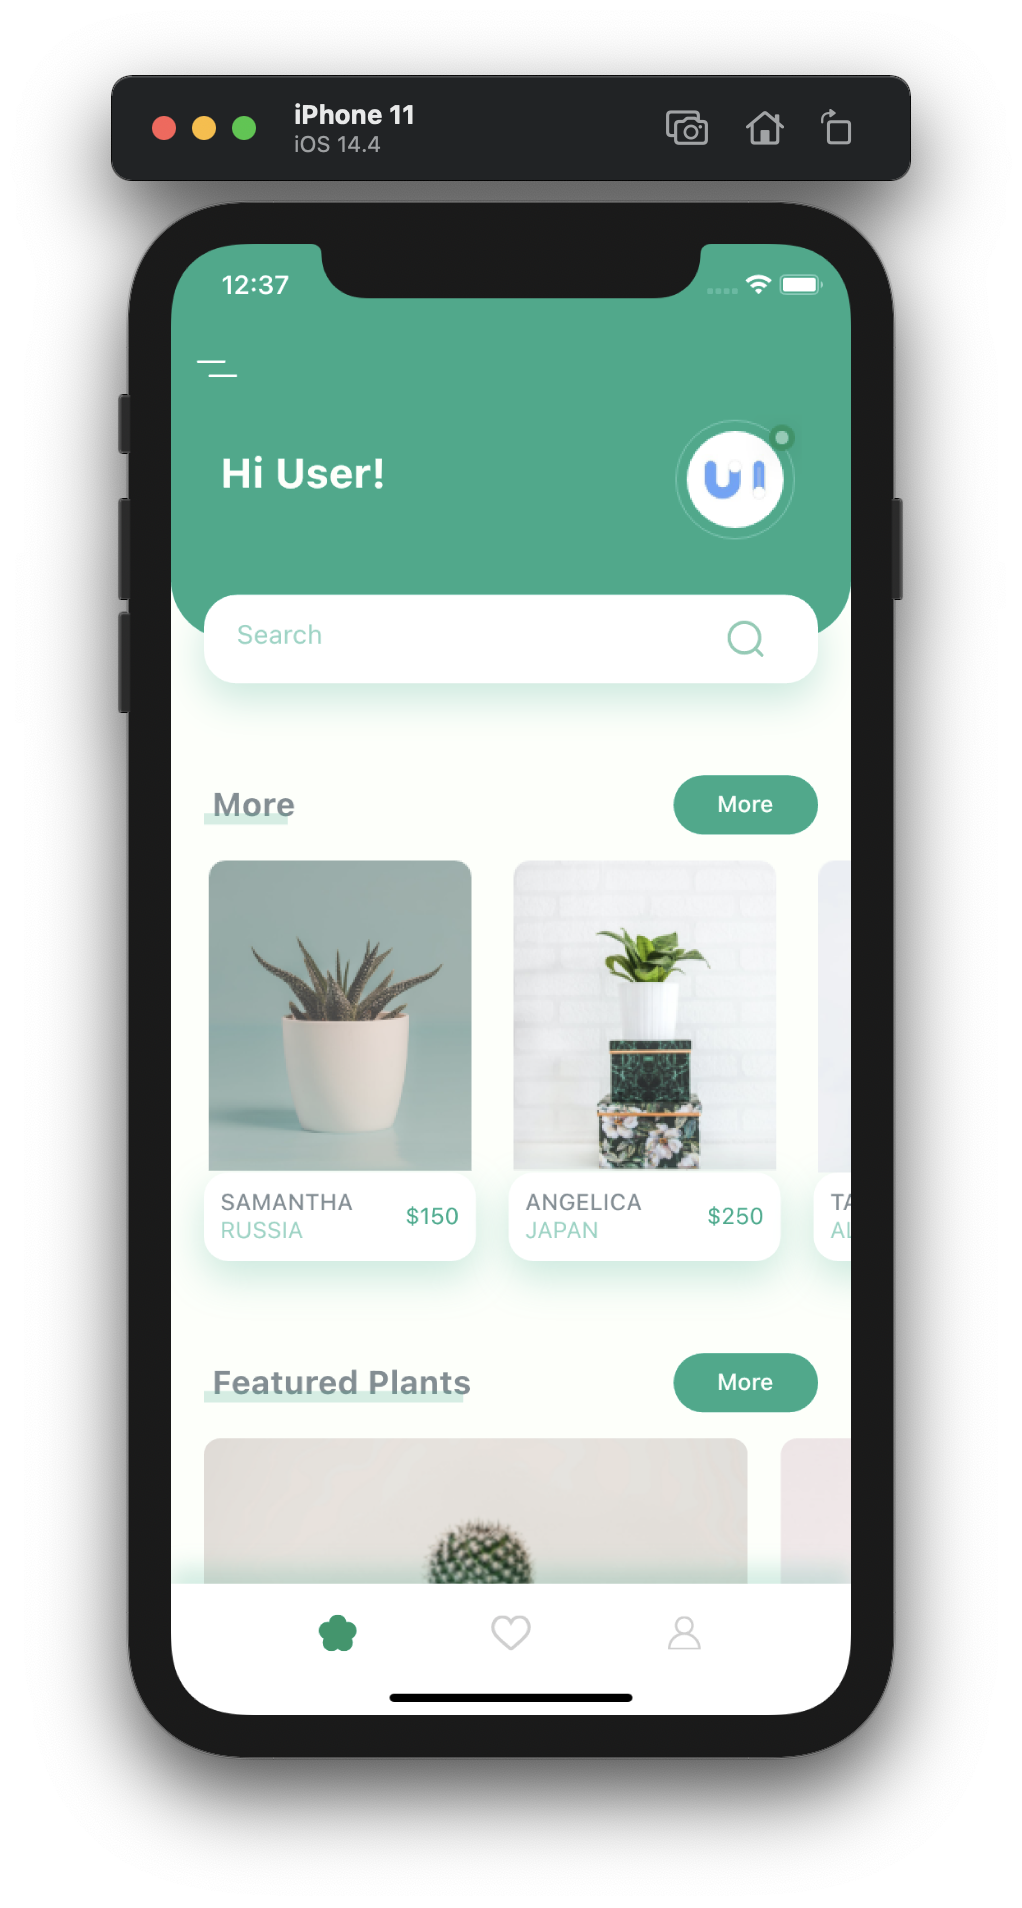 iPhone 11
iOS 14.4
12:37
Hi User!
UI
Search
More
More
SAMANTHA
RUSSIA
$150
ANGELICA
JAPAN
$250
TA
AL
Featured Plants
More